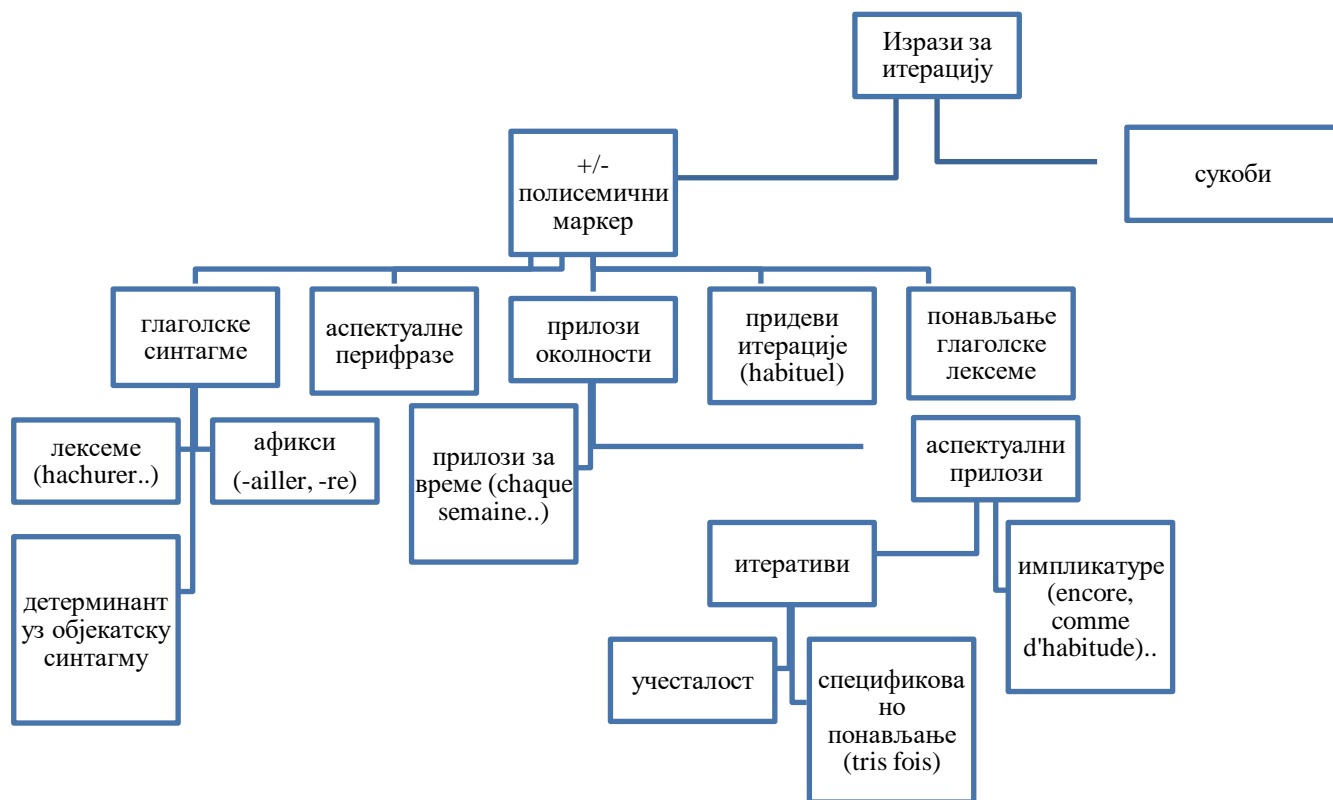 Изрази за
итерацију
+/-
полисемични
маркер
сукоби
глаголске
синтагме
аспектуалне
перифразе
прилози
околности
придеви
итерације
(habituel)
понављање
глаголске
лексеме
лексеме
(hachurer..)
афикси
(-ailler, -re)
прилози за
време (chaque
semaine..)
аспектуални
прилози
детерминант
уз објекатску
синтагму
итеративи
импликатуре
(encore,
comme
d'habitude)..
учесталост
спецификова
но
понављање
(tris fois)